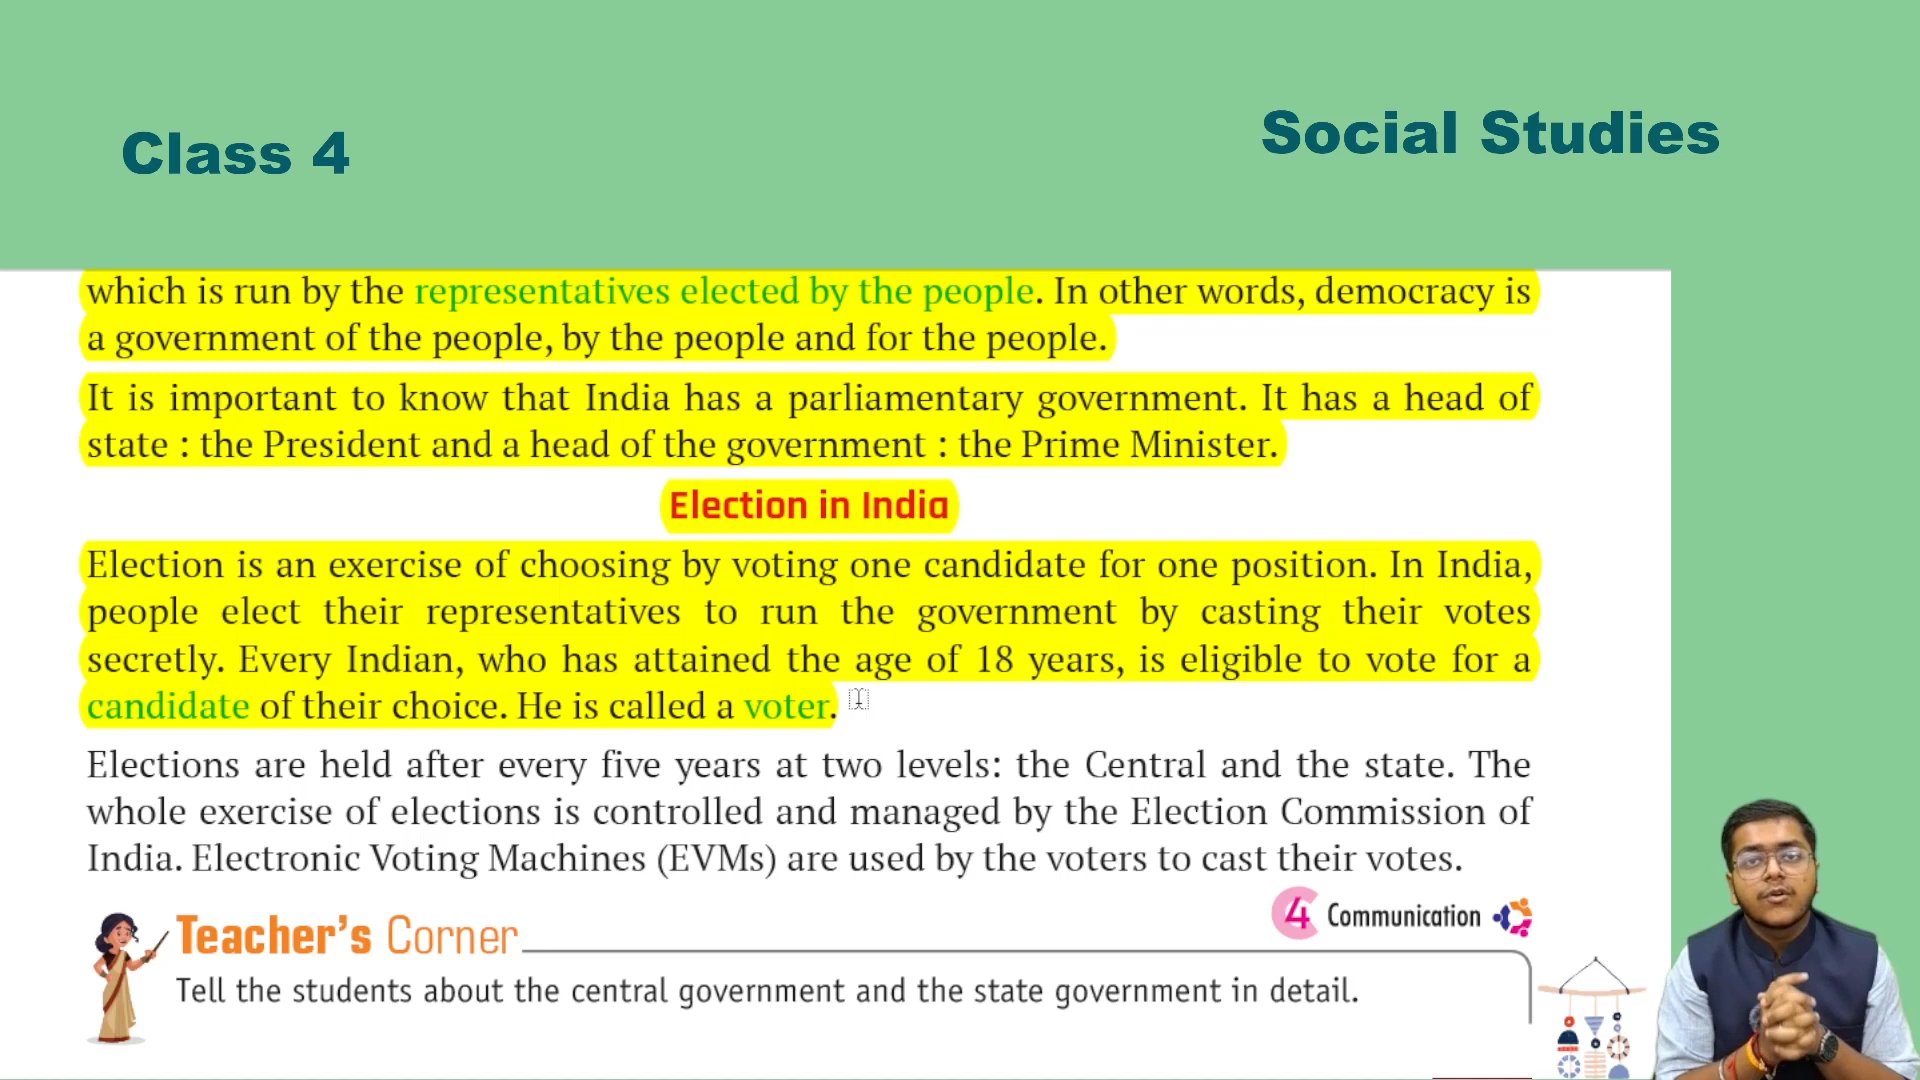 Class 4
Social Studies
which is run by the representatives elected by the people. In other words, democracy is
a government of the people, by the people and for the people.
It is important to know that India has a parliamentary government. It has a head of
state : the President and a head of the government : the Prime Minister.
Election in India
Election is an exercise of choosing by voting one candidate for one position. In India,
people elect their representatives to run the government by casting their votes
secretly. Every Indian, who has attained the age of 18 years, is eligible to vote for a
candidate of their choice. He is called a voter.
Elections are held after every five years at two levels: the Central and the state. The
whole exercise of elections is controlled and managed by the Election Commission of
India. Electronic Voting Machines (EVMs) are used by the voters to cast their votes.
4 Communication
Teacher's Corner
Tell the students about the central government and the state government in detail.